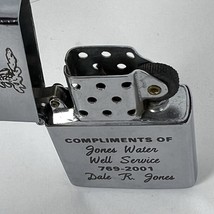 COMPLIMENTS OF
Jones Water
Well Service
769-2001
Dale R. Jones